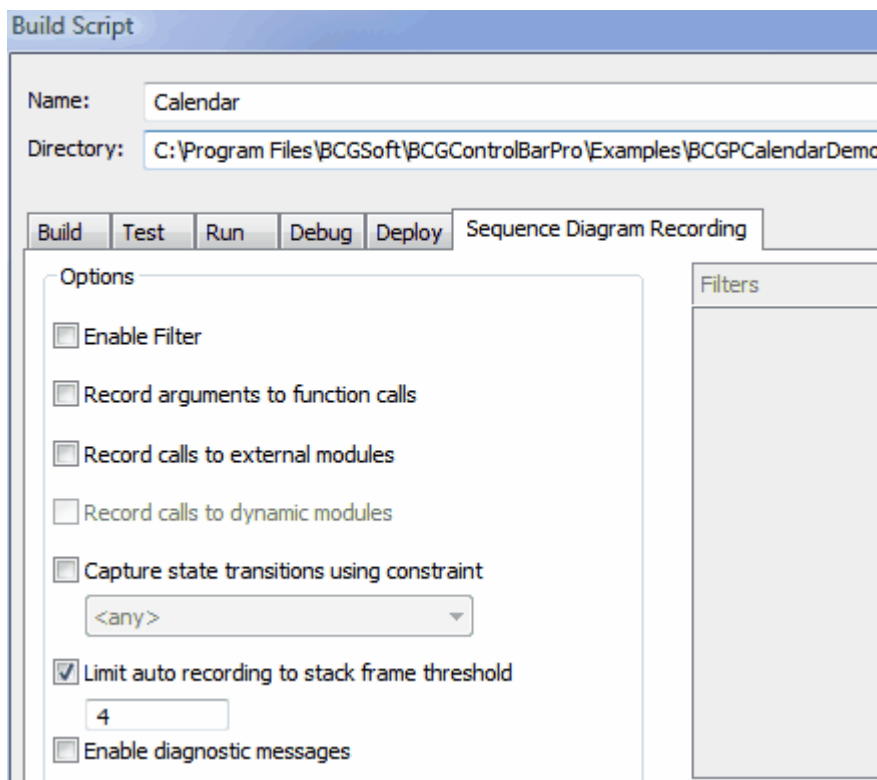 Build Script
Name: Calendar
Directory: C:\Program Files\BCGSoft\BCGControlBarPro\Examples\BCGPCalendarDemo
Build Test Run Debug Deploy Sequence Diagram Recording
Options
Filters
Enable Filter
Record arguments to function calls
Record calls to external modules
Record calls to dynamic modules
Capture state transitions using constraint
<any>
Limit auto recording to stack frame threshold
4
Enable diagnostic messages